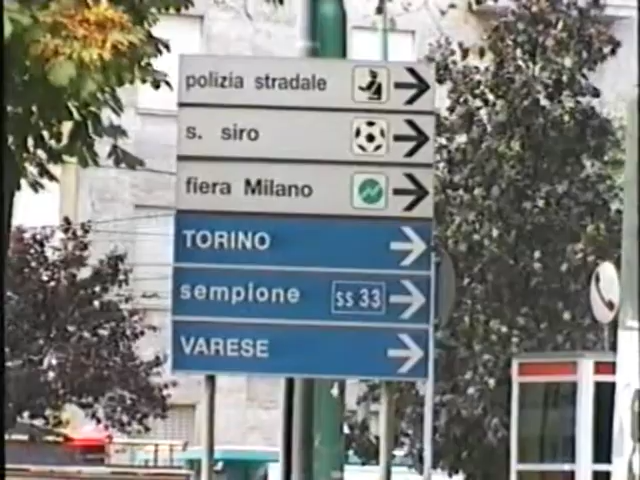 polizia stradale
s. siro
fiera Milano
TORINO
sempione ss 33
VARESE